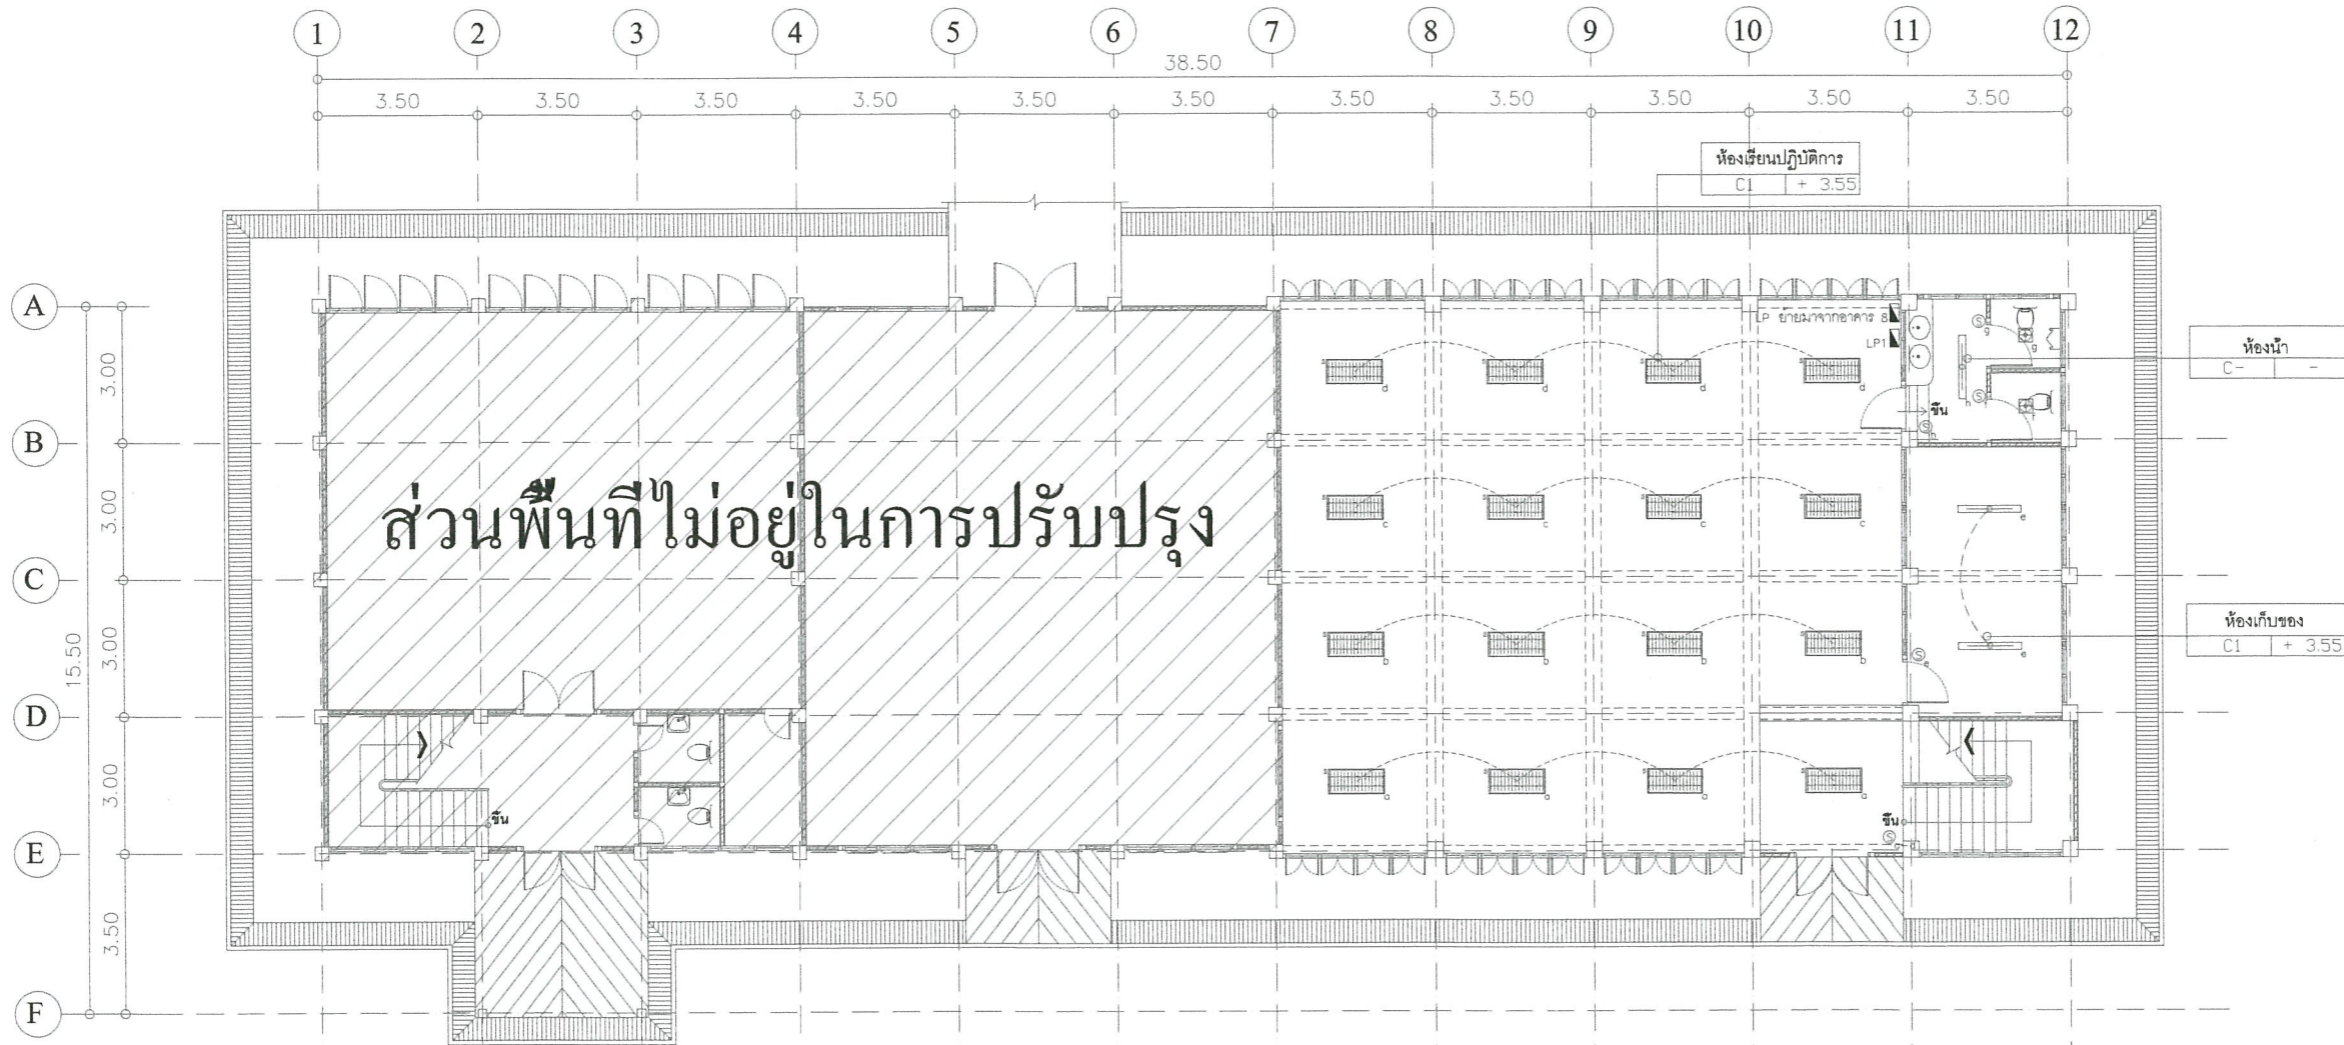 1 2 3 4 5 6 7 8 9 10 11 12
38.50
3.50 3.50 3.50 3.50 3.50 3.50 3.50 3.50 3.50 3.50 3.50
ห้องเรียนปฏิบัติการ
C1 + 3.55
A
LP ย้ายมาจากอาคาร 8
LP1
S g
g
ห้องน้ำ
C- -
3.00
d d d d
S f
f
h
ขึ้น
S h
B
ส่วนพื้นที่ไม่อยู่ในการปรับปรุง
3.00
c c c c
e
C
ห้องเก็บของ
C1 + 3.55
15.50
3.00
b b b b
S e
e
D
3.00
a a a a
ขึ้น
ขึ้น
S
E
3.50
F